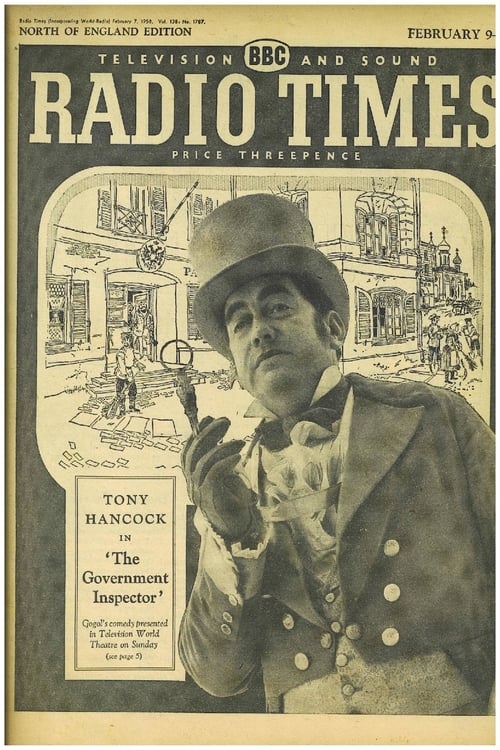 Radio Times (Incorporating World-Radio) February 7, 1958. Vol. 138: No. 1787.
NORTH OF ENGLAND EDITION
FEBRUARY 9-
TELEVISION BBC AND SOUND
RADIO TIMES
PRICE THREEPENCE
TONY
HANCOCK
IN
'The
Government
Inspector'
Gogol's comedy presented
in Television World
Theatre on Sunday
(see page 5)